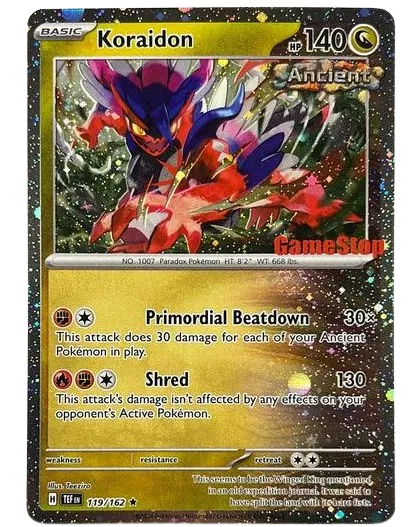 BASIC Koraidon HP 140
Ancient
GameStop
NO. 1007 Paradox Pokémon HT: 8'2" WT: 668 lbs.
Primordial Beatdown 30×
This attack does 30 damage for each of your Ancient
Pokémon in play.
Shred 130
This attack's damage isn't affected by any effects on your
opponent's Active Pokémon.
weakness resistance retreat
Illus. Teeziro
H TEF EN 119/162 ★
This seems to be the Winged King mentioned
in an old expedition journal. It was said to
have split the land with its bare fists.